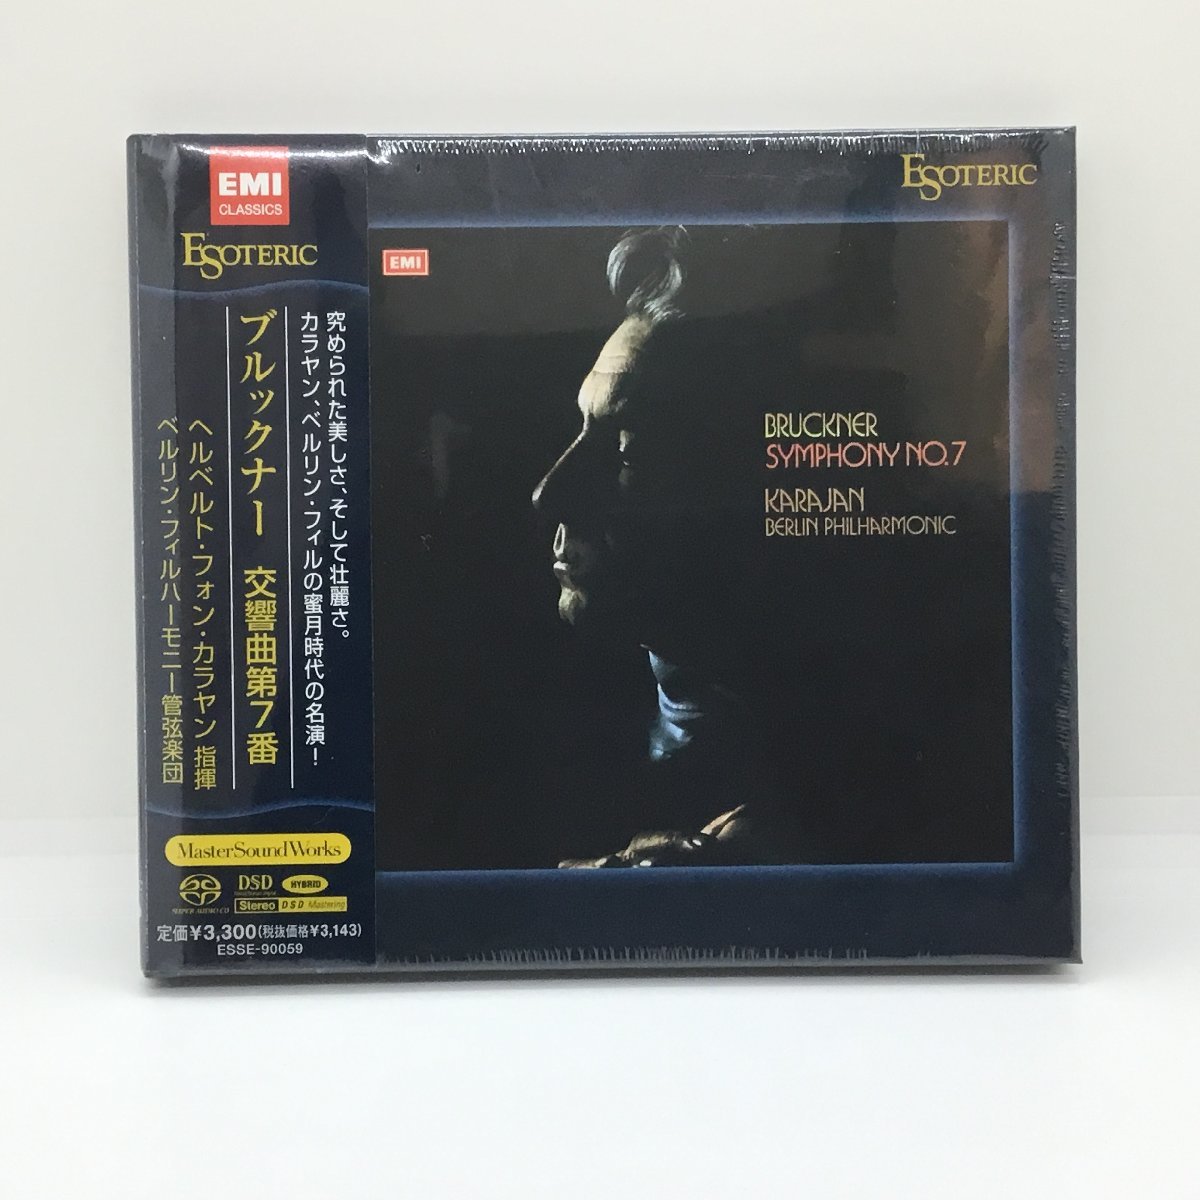 EMI
CLASSICS
ESOTERIC
究められた美しさ、そして壮麗さ。
カラヤン、ベルリン・フィルの蜜月時代の名演！
ブルックナー 交響曲第7番
ヘルベルト・フォン・カラヤン 指揮
ベルリン・フィルハーモニー管弦楽団
MasterSoundWorks
SUPER AUDIO CD
DSD
HYBRID
Stereo DSD Mastering
定価¥3,300(税抜価格¥3,143)
ESSE-90059
ESOTERIC
EMI
BRUCKNER
SYMPHONY NO.7
KARAJAN
BERLIN PHILHARMONIC